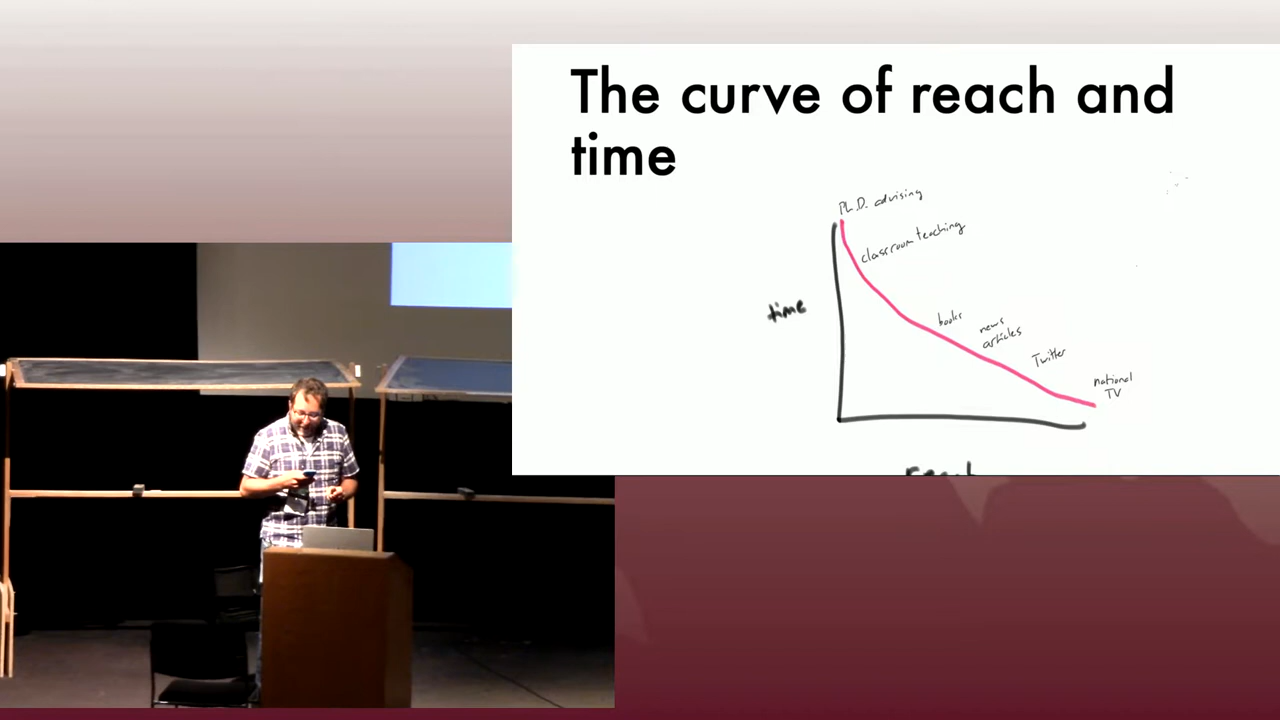 The curve of reach and
time
Ph.D. advising
classroom teaching
time
books
news
articles
Twitter
national
TV